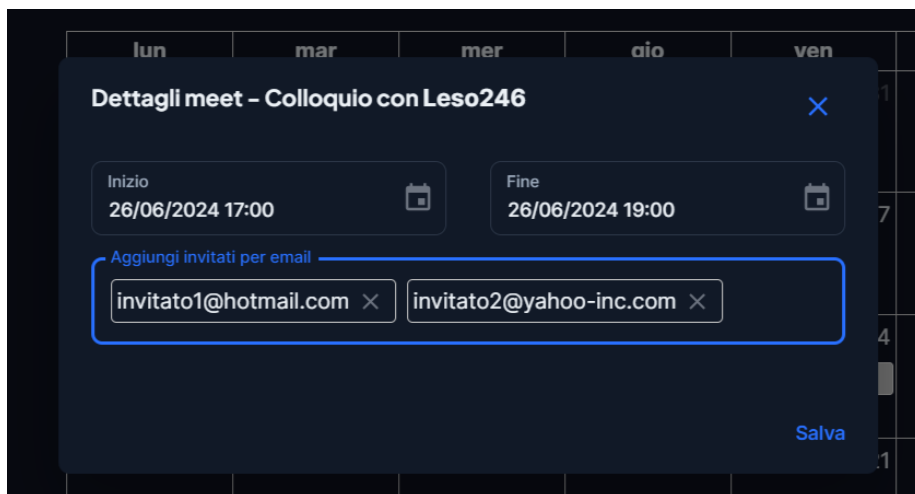 lun mar mer gio ven
Dettagli meet – Colloquio con Leso246
Inizio
26/06/2024 17:00
Fine
26/06/2024 19:00
Aggiungi invitati per email
invitato1@hotmail.com
invitato2@yahoo-inc.com
Salva